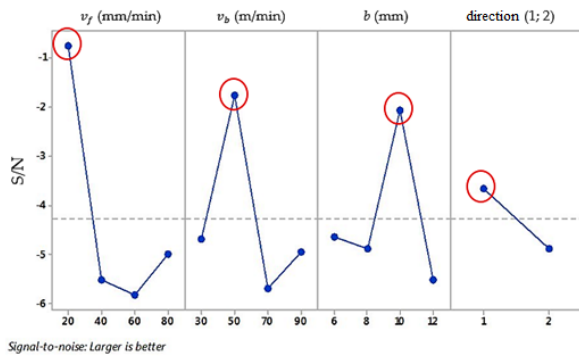 v_f (mm/min) v_b (m/min) b (mm) direction (1; 2)
S/N
-1
-2
-3
-4
-5
-6
20 40 60 80 30 50 70 90 6 8 10 12 1 2
Signal-to-noise: Larger is better